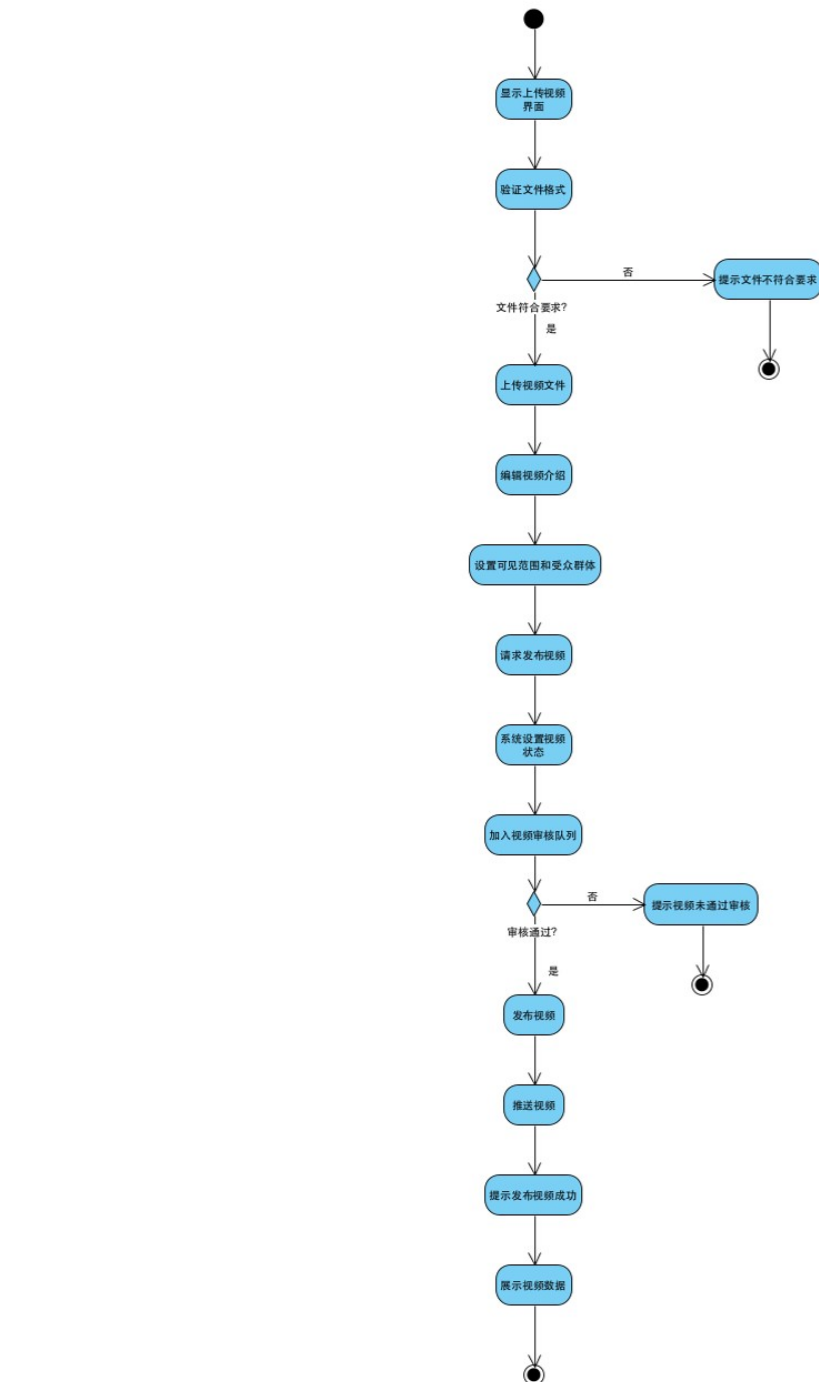 显示上传视频
界面
验证文件格式
否
提示文件不符合要求
文件符合要求?
是
上传视频文件
编辑视频介绍
设置可见范围和受众群体
请求发布视频
系统设置视频
状态
加入视频审核队列
否
提示视频未通过审核
审核通过?
是
发布视频
推送视频
提示发布视频成功
展示视频数据